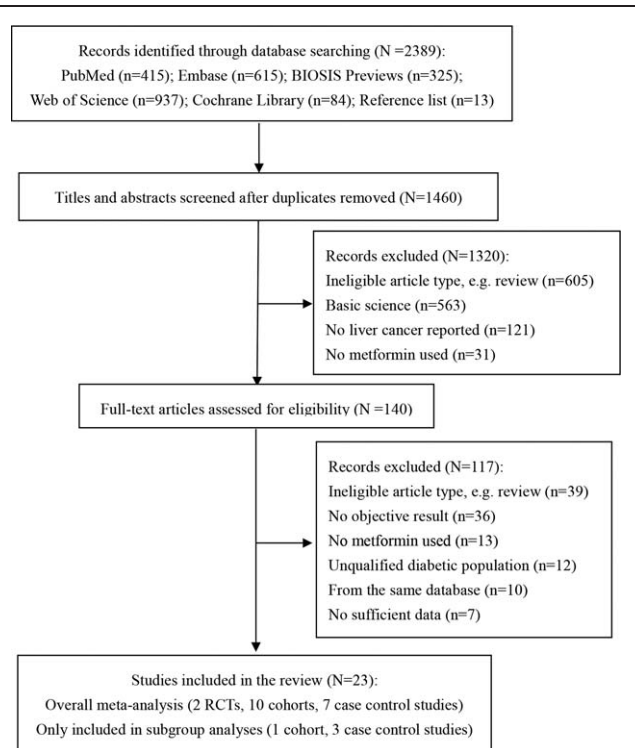 Records identified through database searching (N =2389):
PubMed (n=415); Embase (n=615); BIOSIS Previews (n=325);
Web of Science (n=937); Cochrane Library (n=84); Reference list (n=13)
Titles and abstracts screened after duplicates removed (N=1460)
Records excluded (N=1320):
Ineligible article type, e.g. review (n=605)
Basic science (n=563)
No liver cancer reported (n=121)
No metformin used (n=31)
Full-text articles assessed for eligibility (N =140)
Records excluded (N=117):
Ineligible article type, e.g. review (n=39)
No objective result (n=36)
No metformin used (n=13)
Unqualified diabetic population (n=12)
From the same database (n=10)
No sufficient data (n=7)
Studies included in the review (N=23):
Overall meta-analysis (2 RCTs, 10 cohorts, 7 case control studies)
Only included in subgroup analyses (1 cohort, 3 case control studies)